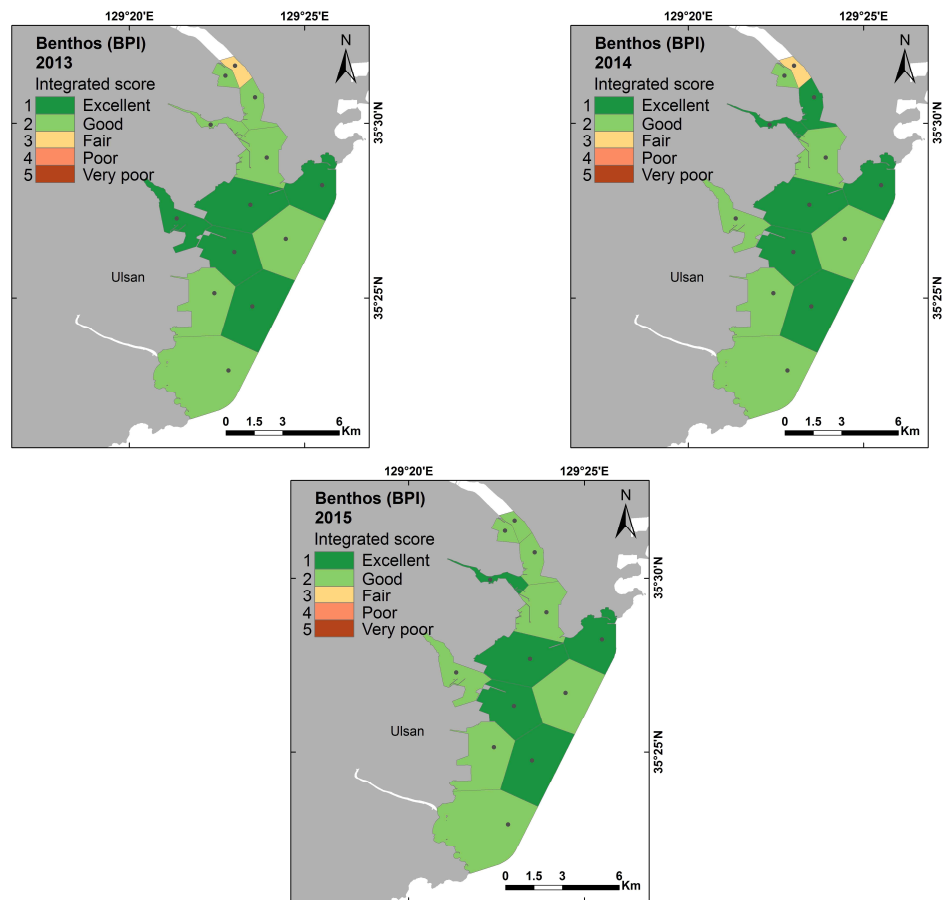 129°20'E 129°25'E
Benthos (BPI)
2013
Integrated score
1 Excellent
2 Good
3 Fair
4 Poor
5 Very poor
N
35°30'N
Ulsan
35°25'N
0 1.5 3 6
Km
129°20'E 129°25'E
Benthos (BPI)
2014
Integrated score
1 Excellent
2 Good
3 Fair
4 Poor
5 Very poor
N
35°30'N
Ulsan
35°25'N
0 1.5 3 6
Km
129°20'E 129°25'E
Benthos (BPI)
2015
Integrated score
1 Excellent
2 Good
3 Fair
4 Poor
5 Very poor
N
35°30'N
Ulsan
35°25'N
0 1.5 3 6
Km